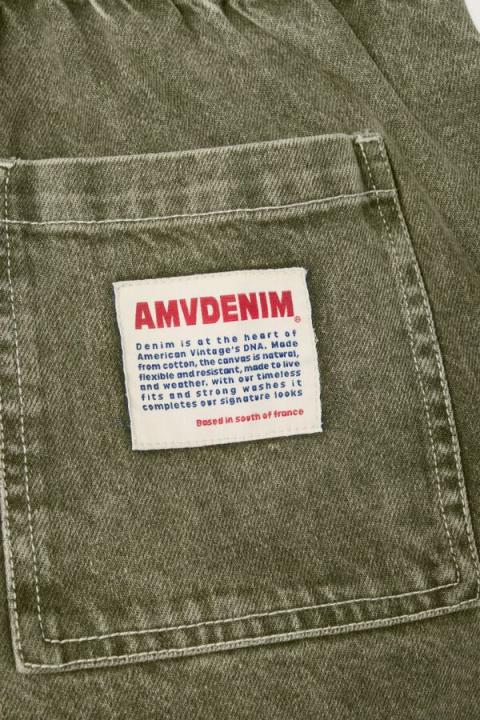 AMVDENIM®
Denim is at the heart of
American Vintage's DNA. Made
from cotton, the canvas is natural,
flexible and resistant, made to live
and weather. with our timeless
fits and strong washes it
completes our signature looks
Based in south of france